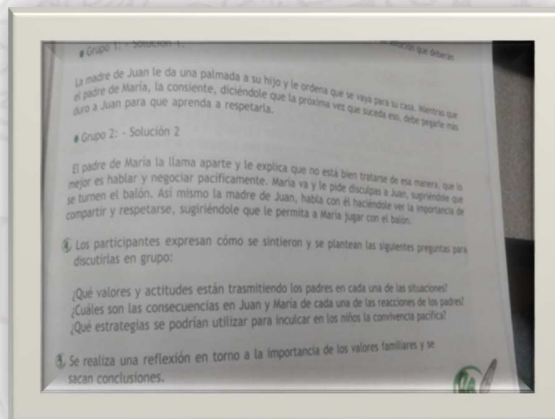 ● Grupo 1: - Solución 1:
solución que deberán
La madre de Juan le da una palmada a su hijo y le ordena que se vaya para su casa. Mientras que
el padre de María, la consiente, diciéndole que la próxima vez que suceda eso, debe pegarle más
duro a Juan para que aprenda a respetarla.
● Grupo 2: - Solución 2
El padre de María la llama aparte y le explica que no está bien tratarse de esa manera, que lo
mejor es hablar y negociar pacíficamente. María va y le pide disculpas a Juan, sugiriéndole que
se turnen el balón. Así mismo la madre de Juan, habla con él haciéndole ver la importancia de
compartir y respetarse, sugiriéndole que le permita a María jugar con el balón.
④ Los participantes expresan cómo se sintieron y se plantean las siguientes preguntas para
discutirlas en grupo:
¿Qué valores y actitudes están trasmitiendo los padres en cada una de las situaciones?
¿Cuáles son las consecuencias en Juan y María de cada una de las reacciones de los padres?
¿Qué estrategias se podrían utilizar para inculcar en los niños la convivencia pacífica?
⑤ Se realiza una reflexión en torno a la importancia de los valores familiares y se
sacan conclusiones.